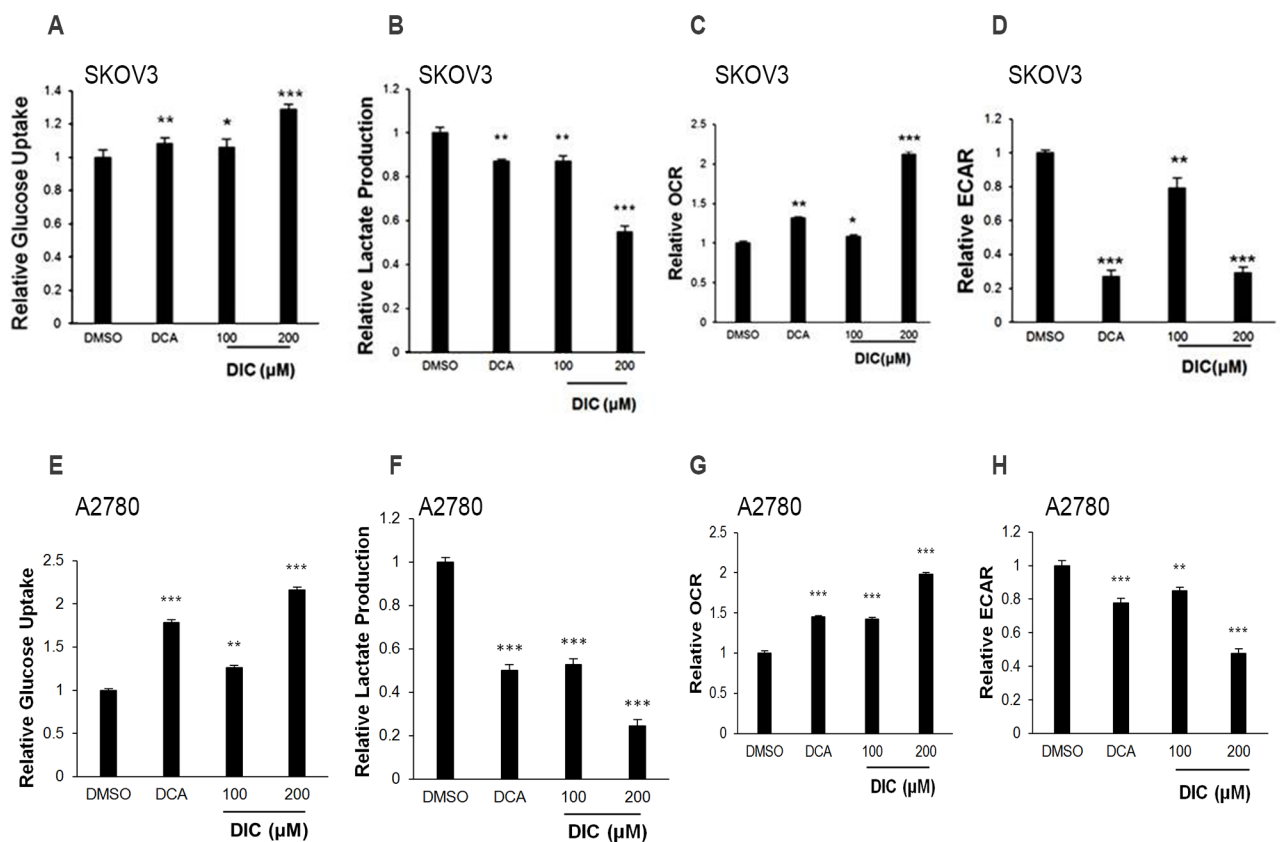 A
SKOV3
Relative Glucose Uptake
1.4
1.2
1
0.8
0.6
0.4
0.2
0
**
*
***
DMSO DCA 100 200
DIC (µM)
B
SKOV3
Relative Lactate Production
1.2
1
0.8
0.6
0.4
0.2
0
**
**
***
DMSO DCA 100 200
DIC (µM)
C
SKOV3
Relative OCR
2.5
2
1.5
1
0.5
0
**
*
***
DMSO DCA 100 200
DIC(µM)
D
SKOV3
Relative ECAR
1.2
1
0.8
0.6
0.4
0.2
0
***
**
***
DMSO DCA 100 200
DIC(µM)
E
A2780
Relative Glucose Uptake
2.5
2
1.5
1
0.5
0
***
**
***
DMSO DCA 100 200
DIC (µM)
F
A2780
Relative Lactate Production
1.2
1
0.8
0.6
0.4
0.2
0
***
***
***
DMSO DCA 100 200
DIC (µM)
G
A2780
Relative OCR
2.5
2
1.5
1
0.5
0
***
***
***
DMSO DCA 100 200
DIC (µM)
H
A2780
Relative ECAR
1.2
1
0.8
0.6
0.4
0.2
0
***
**
***
DMSO DCA 100 200
DIC (µM)